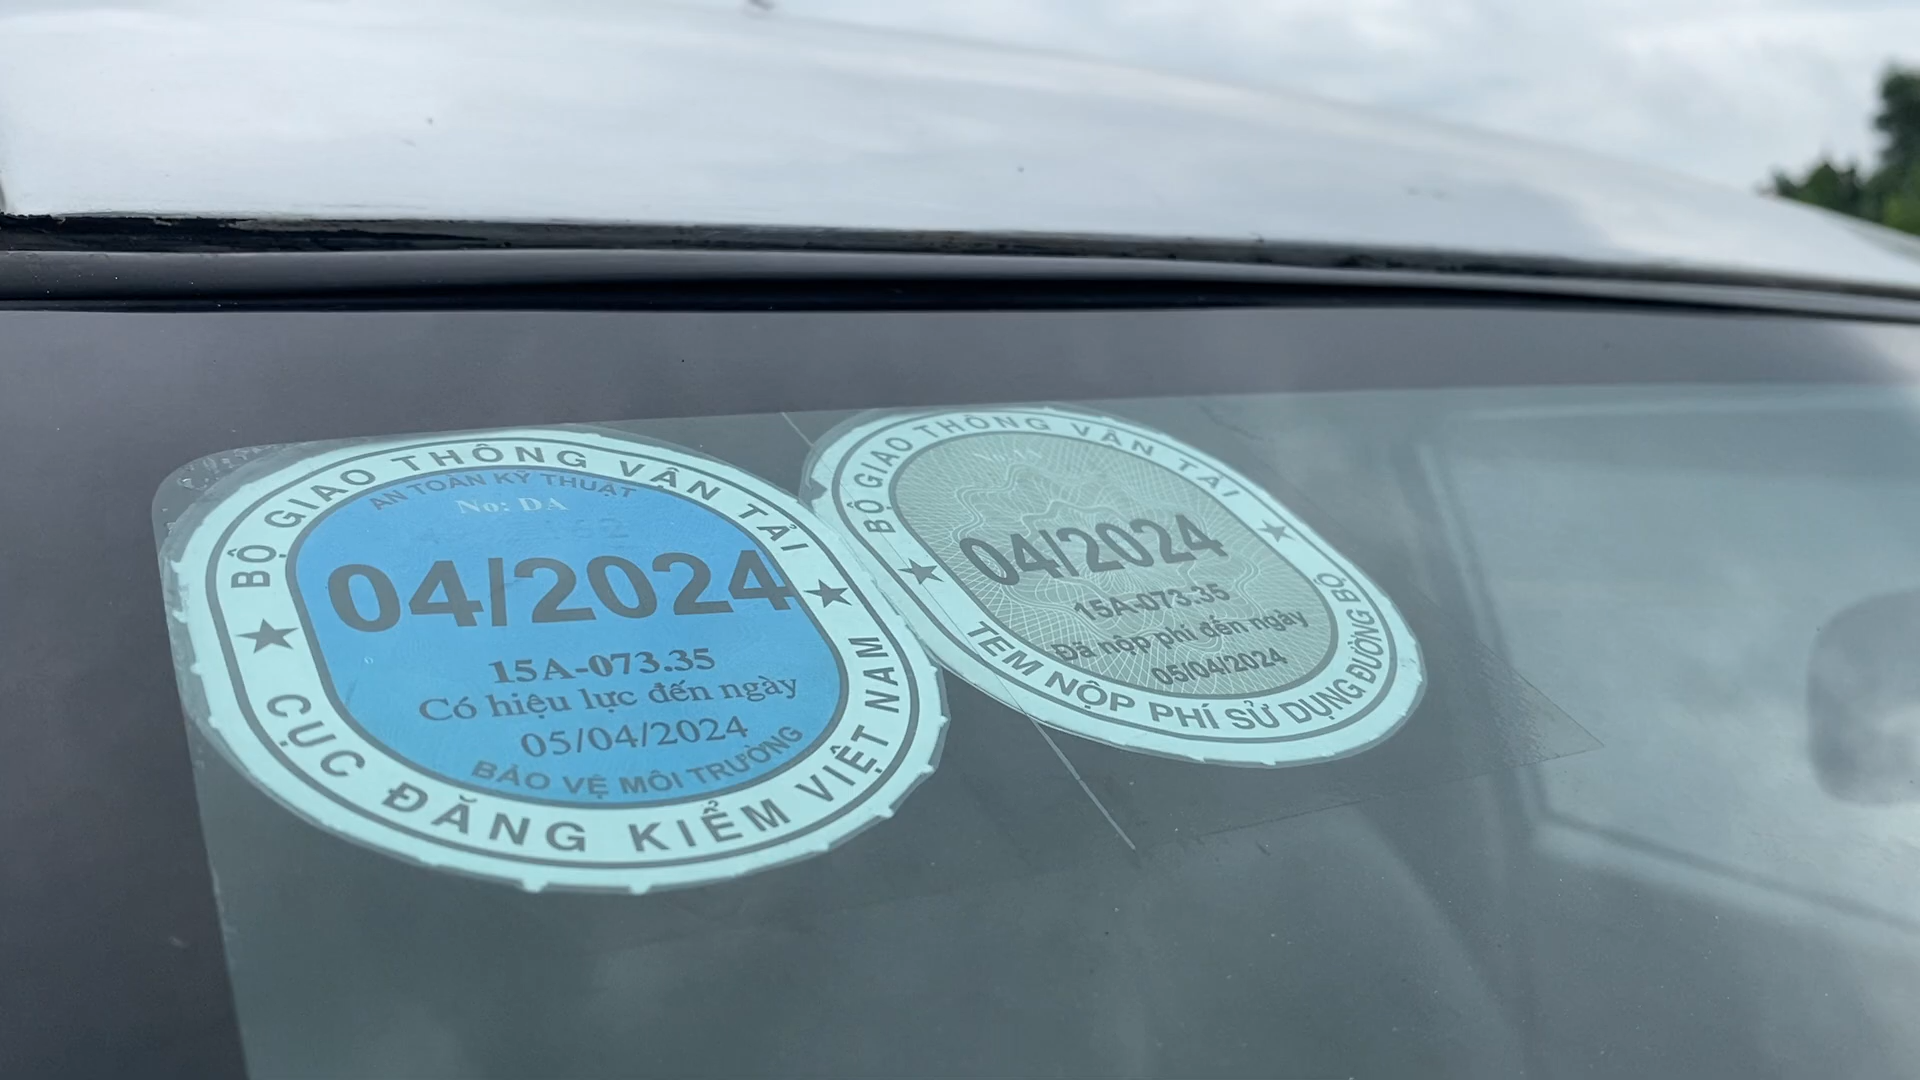 BỘ GIAO THÔNG VẬN TẢI
AN TOÀN KỸ THUẬT
No: DA
04/2024
15A-073.35
Có hiệu lực đến ngày
05/04/2024
BẢO VỆ MÔI TRƯỜNG
★ CỤC ĐĂNG KIỂM VIỆT NAM ★
BỘ GIAO THÔNG VẬN TẢI
04/2024
15A-073.35
Đã nộp phí đến ngày
05/04/2024
★ TEM NỘP PHÍ SỬ DỤNG ĐƯỜNG BỘ ★